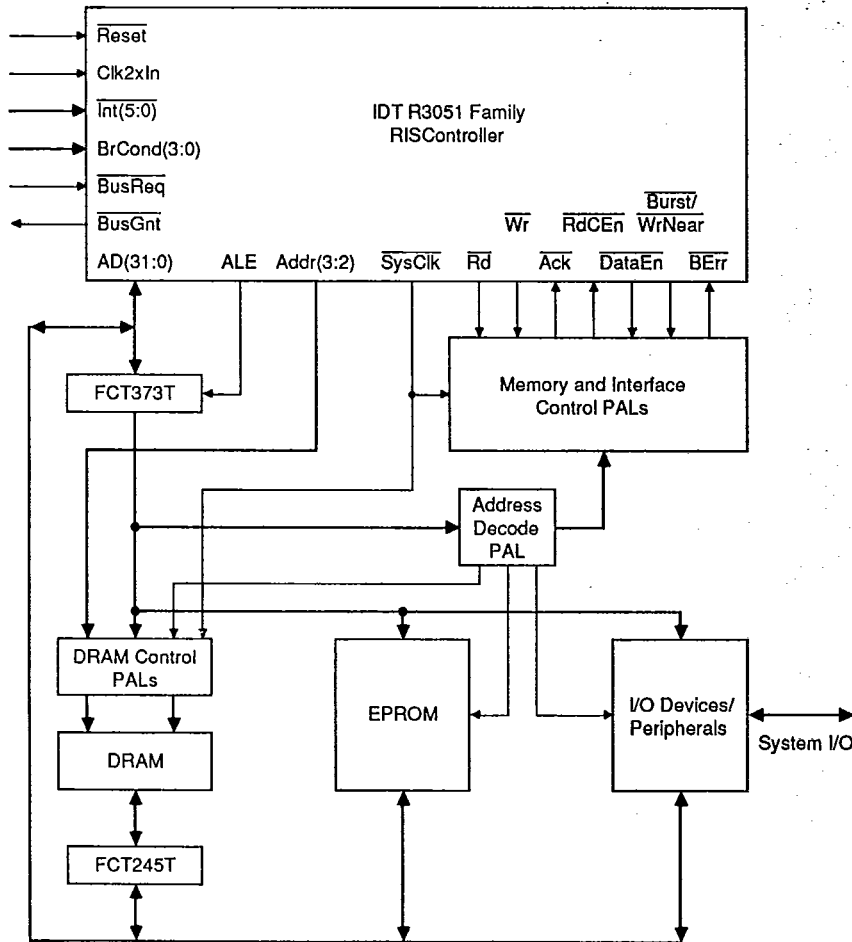 Reset
Clk2xIn
Int(5:0)
BrCond(3:0)
BusReq
BusGnt
IDT R3051 Family
RISController
Burst/
Wr
RdCEn
WrNear
AD(31:0)
ALE
Addr(3:2)
SysClk
Rd
Ack
DataEn
BErr
FCT373T
Memory and Interface
Control PALs
Address
Decode
PAL
DRAM Control
PALs
EPROM
I/O Devices/
Peripherals
System I/O
DRAM
FCT245T